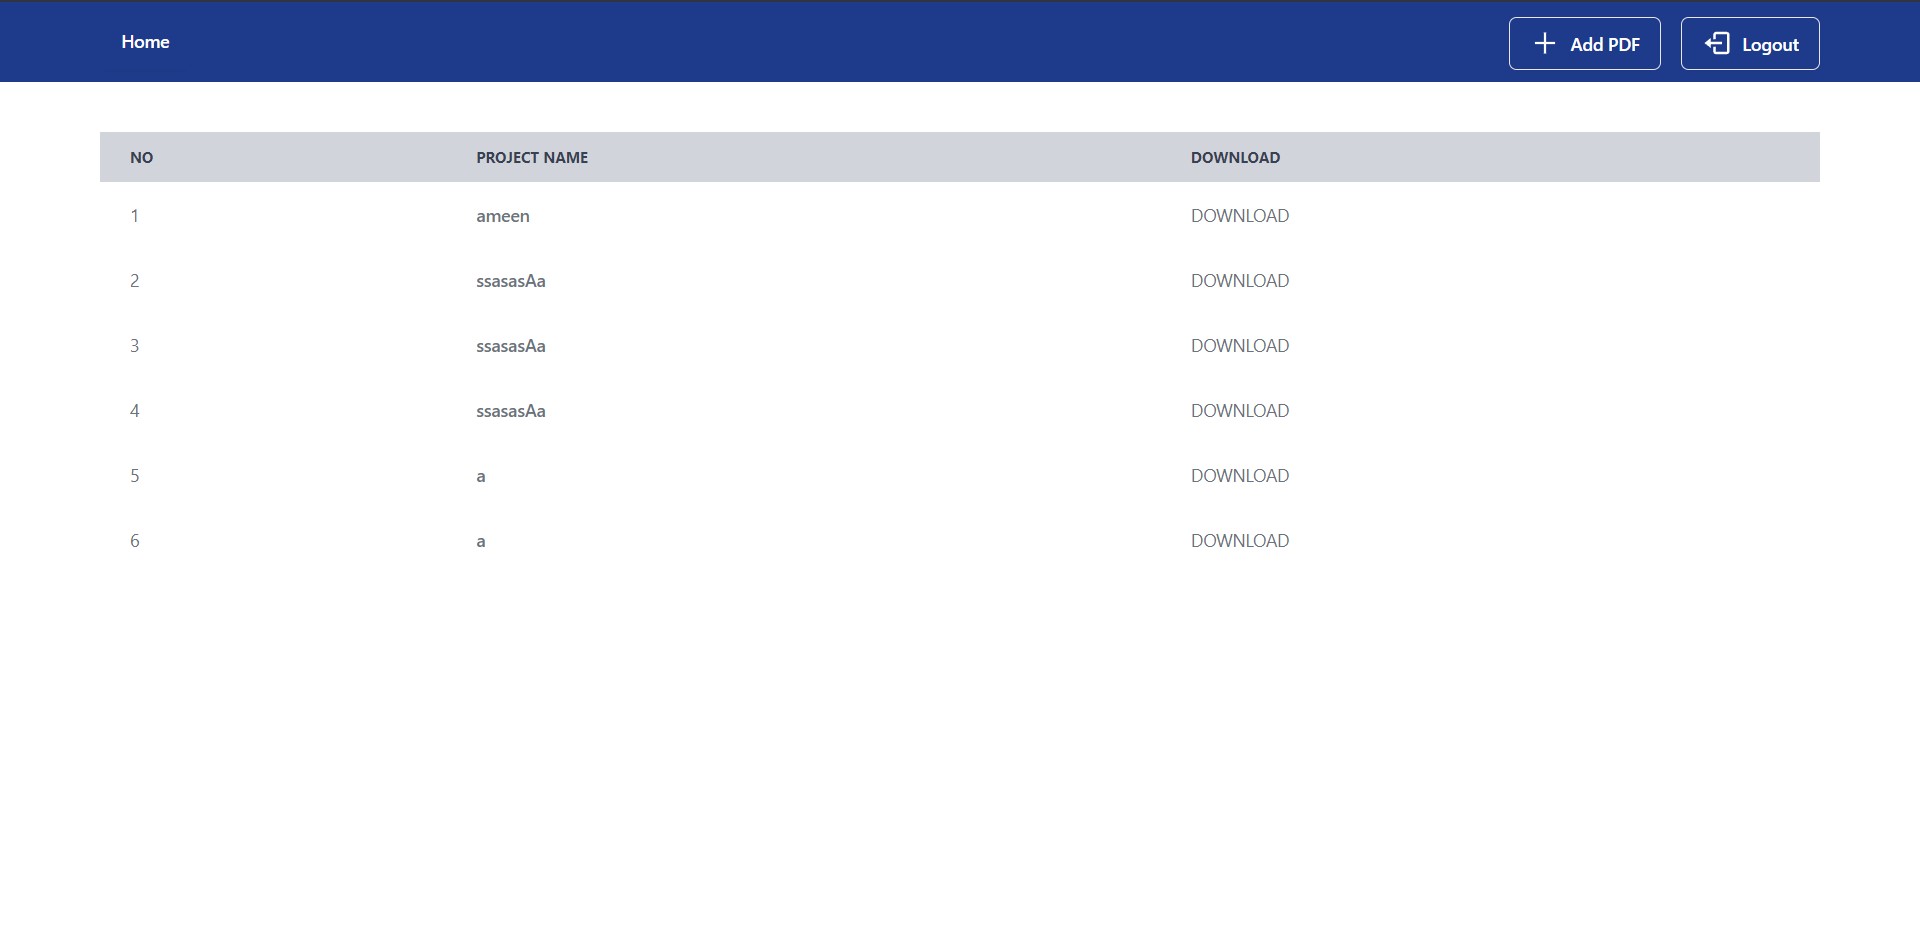 Home Add PDF Logout
NO PROJECT NAME DOWNLOAD
1 ameen DOWNLOAD
2 ssasasAa DOWNLOAD
3 ssasasAa DOWNLOAD
4 ssasasAa DOWNLOAD
5 a DOWNLOAD
6 a DOWNLOAD